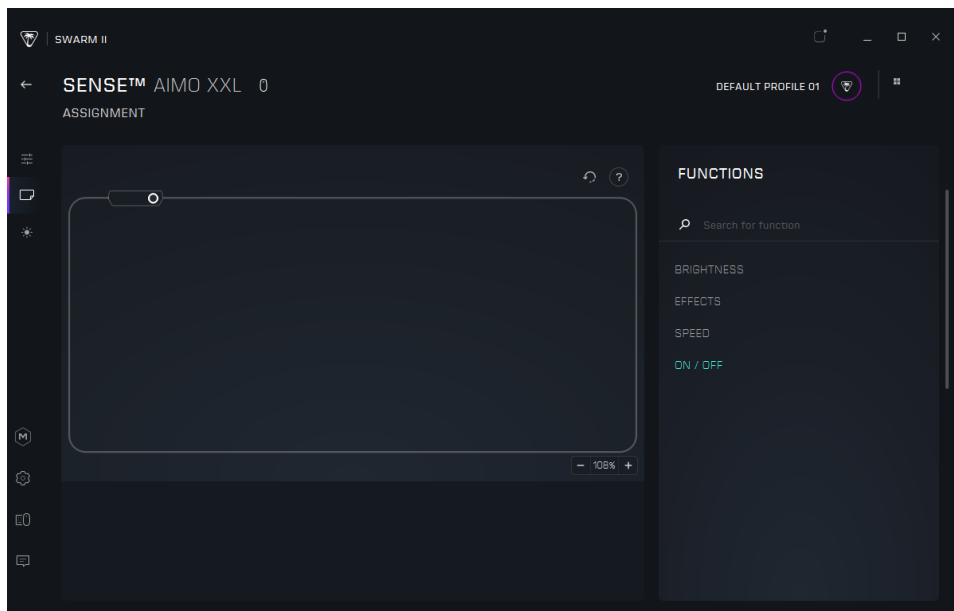 SWARM II
SENSE™ AIMO XXL
ASSIGNMENT
DEFAULT PROFILE 01
?
FUNCTIONS
Search for function
BRIGHTNESS
EFFECTS
SPEED
ON / OFF
M
− 108% +